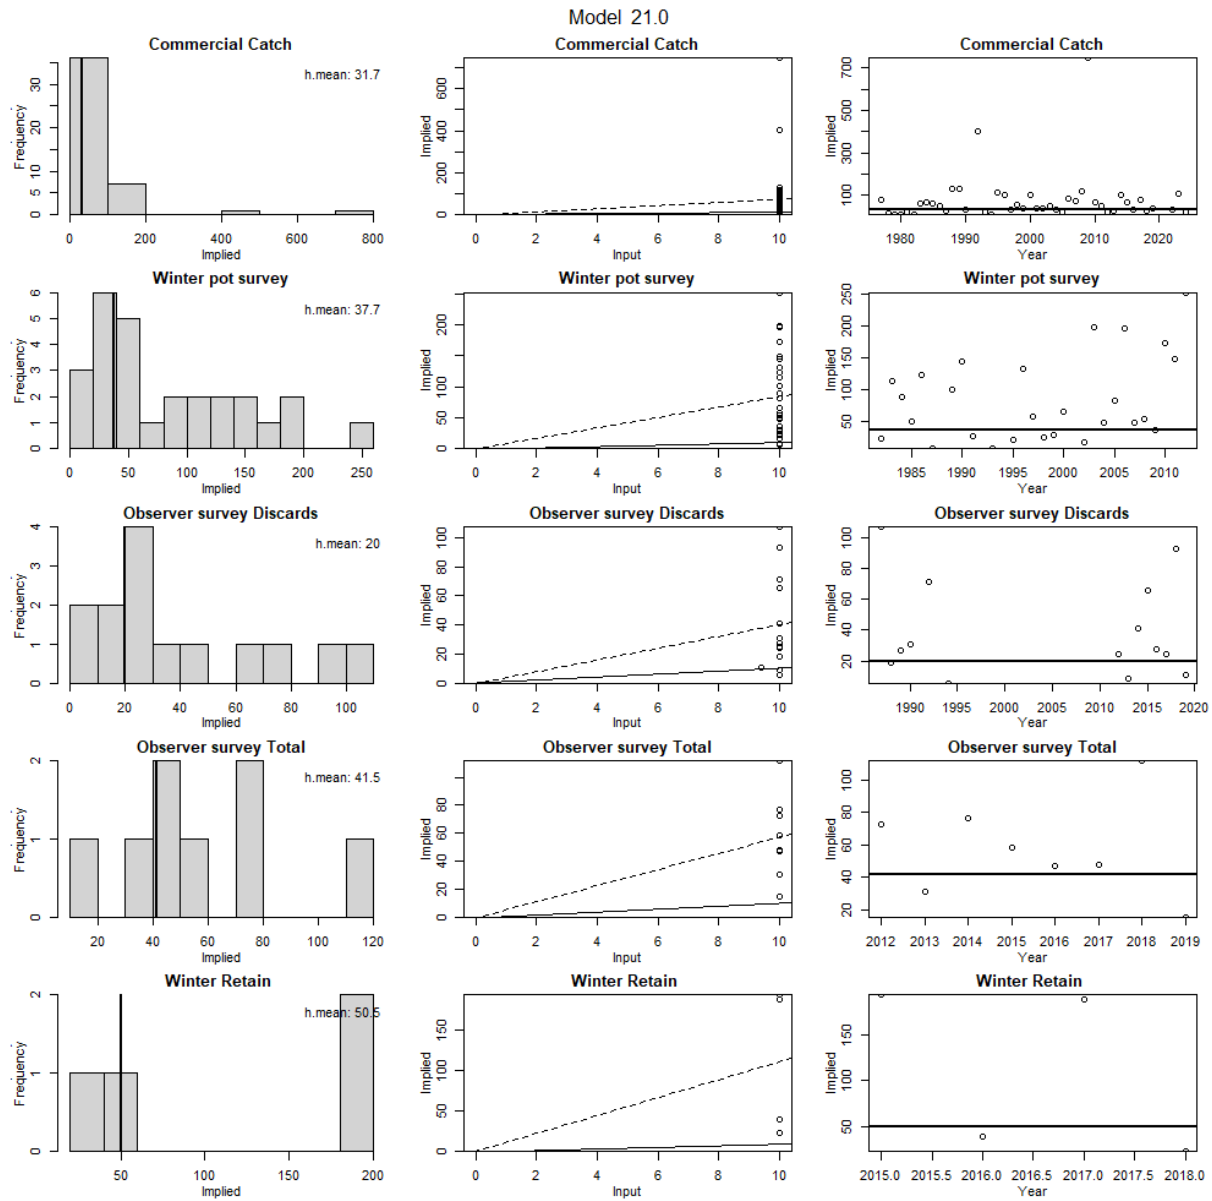 Model 21.0
Commercial Catch
h.mean: 31.7
Frequency
0 5 10 20 30
0 200 400 600 800
Implied
Commercial Catch
Implied
0 200 400 600
0 2 4 6 8 10
Input
Commercial Catch
Implied
100 300 500 700
1980 1990 2000 2010 2020
Year
Winter pot survey
h.mean: 37.7
Frequency
0 1 2 3 4 5 6
0 50 100 150 200 250
Implied
Winter pot survey
Implied
0 50 100 200
0 2 4 6 8 10
Input
Winter pot survey
Implied
50 100 150 200 250
1985 1990 1995 2000 2005 2010
Year
Observer survey Discards
h.mean: 20
Frequency
0 1 2 3 4
0 20 40 60 80 100
Implied
Observer survey Discards
Implied
0 20 40 60 80 100
0 2 4 6 8 10
Input
Observer survey Discards
Implied
20 40 60 80 100
1990 1995 2000 2005 2010 2015 2020
Year
Observer survey Total
h.mean: 41.5
Frequency
0 1 2
20 40 60 80 100 120
Implied
Observer survey Total
Implied
0 20 40 60 80
0 2 4 6 8 10
Input
Observer survey Total
Implied
20 40 60 80 100
2012 2013 2014 2015 2016 2017 2018 2019
Year
Winter Retain
h.mean: 50.5
Frequency
0 1 2
50 100 150 200
Implied
Winter Retain
Implied
0 50 100 150
0 2 4 6 8 10
Input
Winter Retain
Implied
50 100 150
2015.0 2015.5 2016.0 2016.5 2017.0 2017.5 2018.0
Year